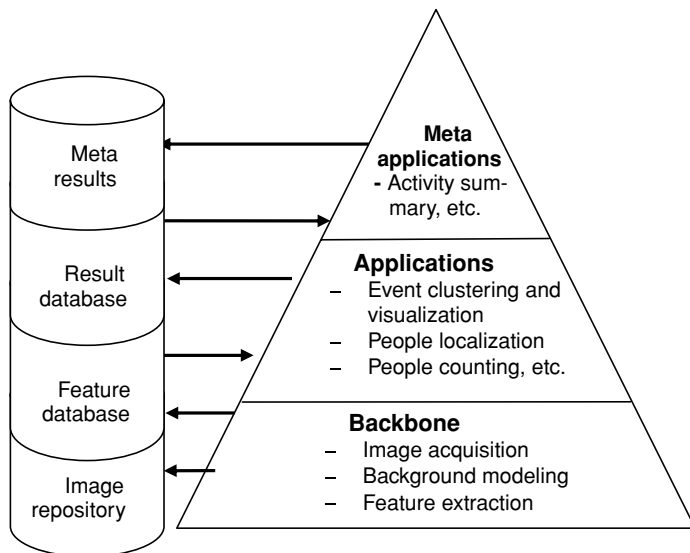 Meta
results
Result
database
Feature
database
Image
repository
Meta
applications
- Activity sum-
mary, etc.
Applications
– Event clustering and
visualization
– People localization
– People counting, etc.
Backbone
– Image acquisition
– Background modeling
– Feature extraction